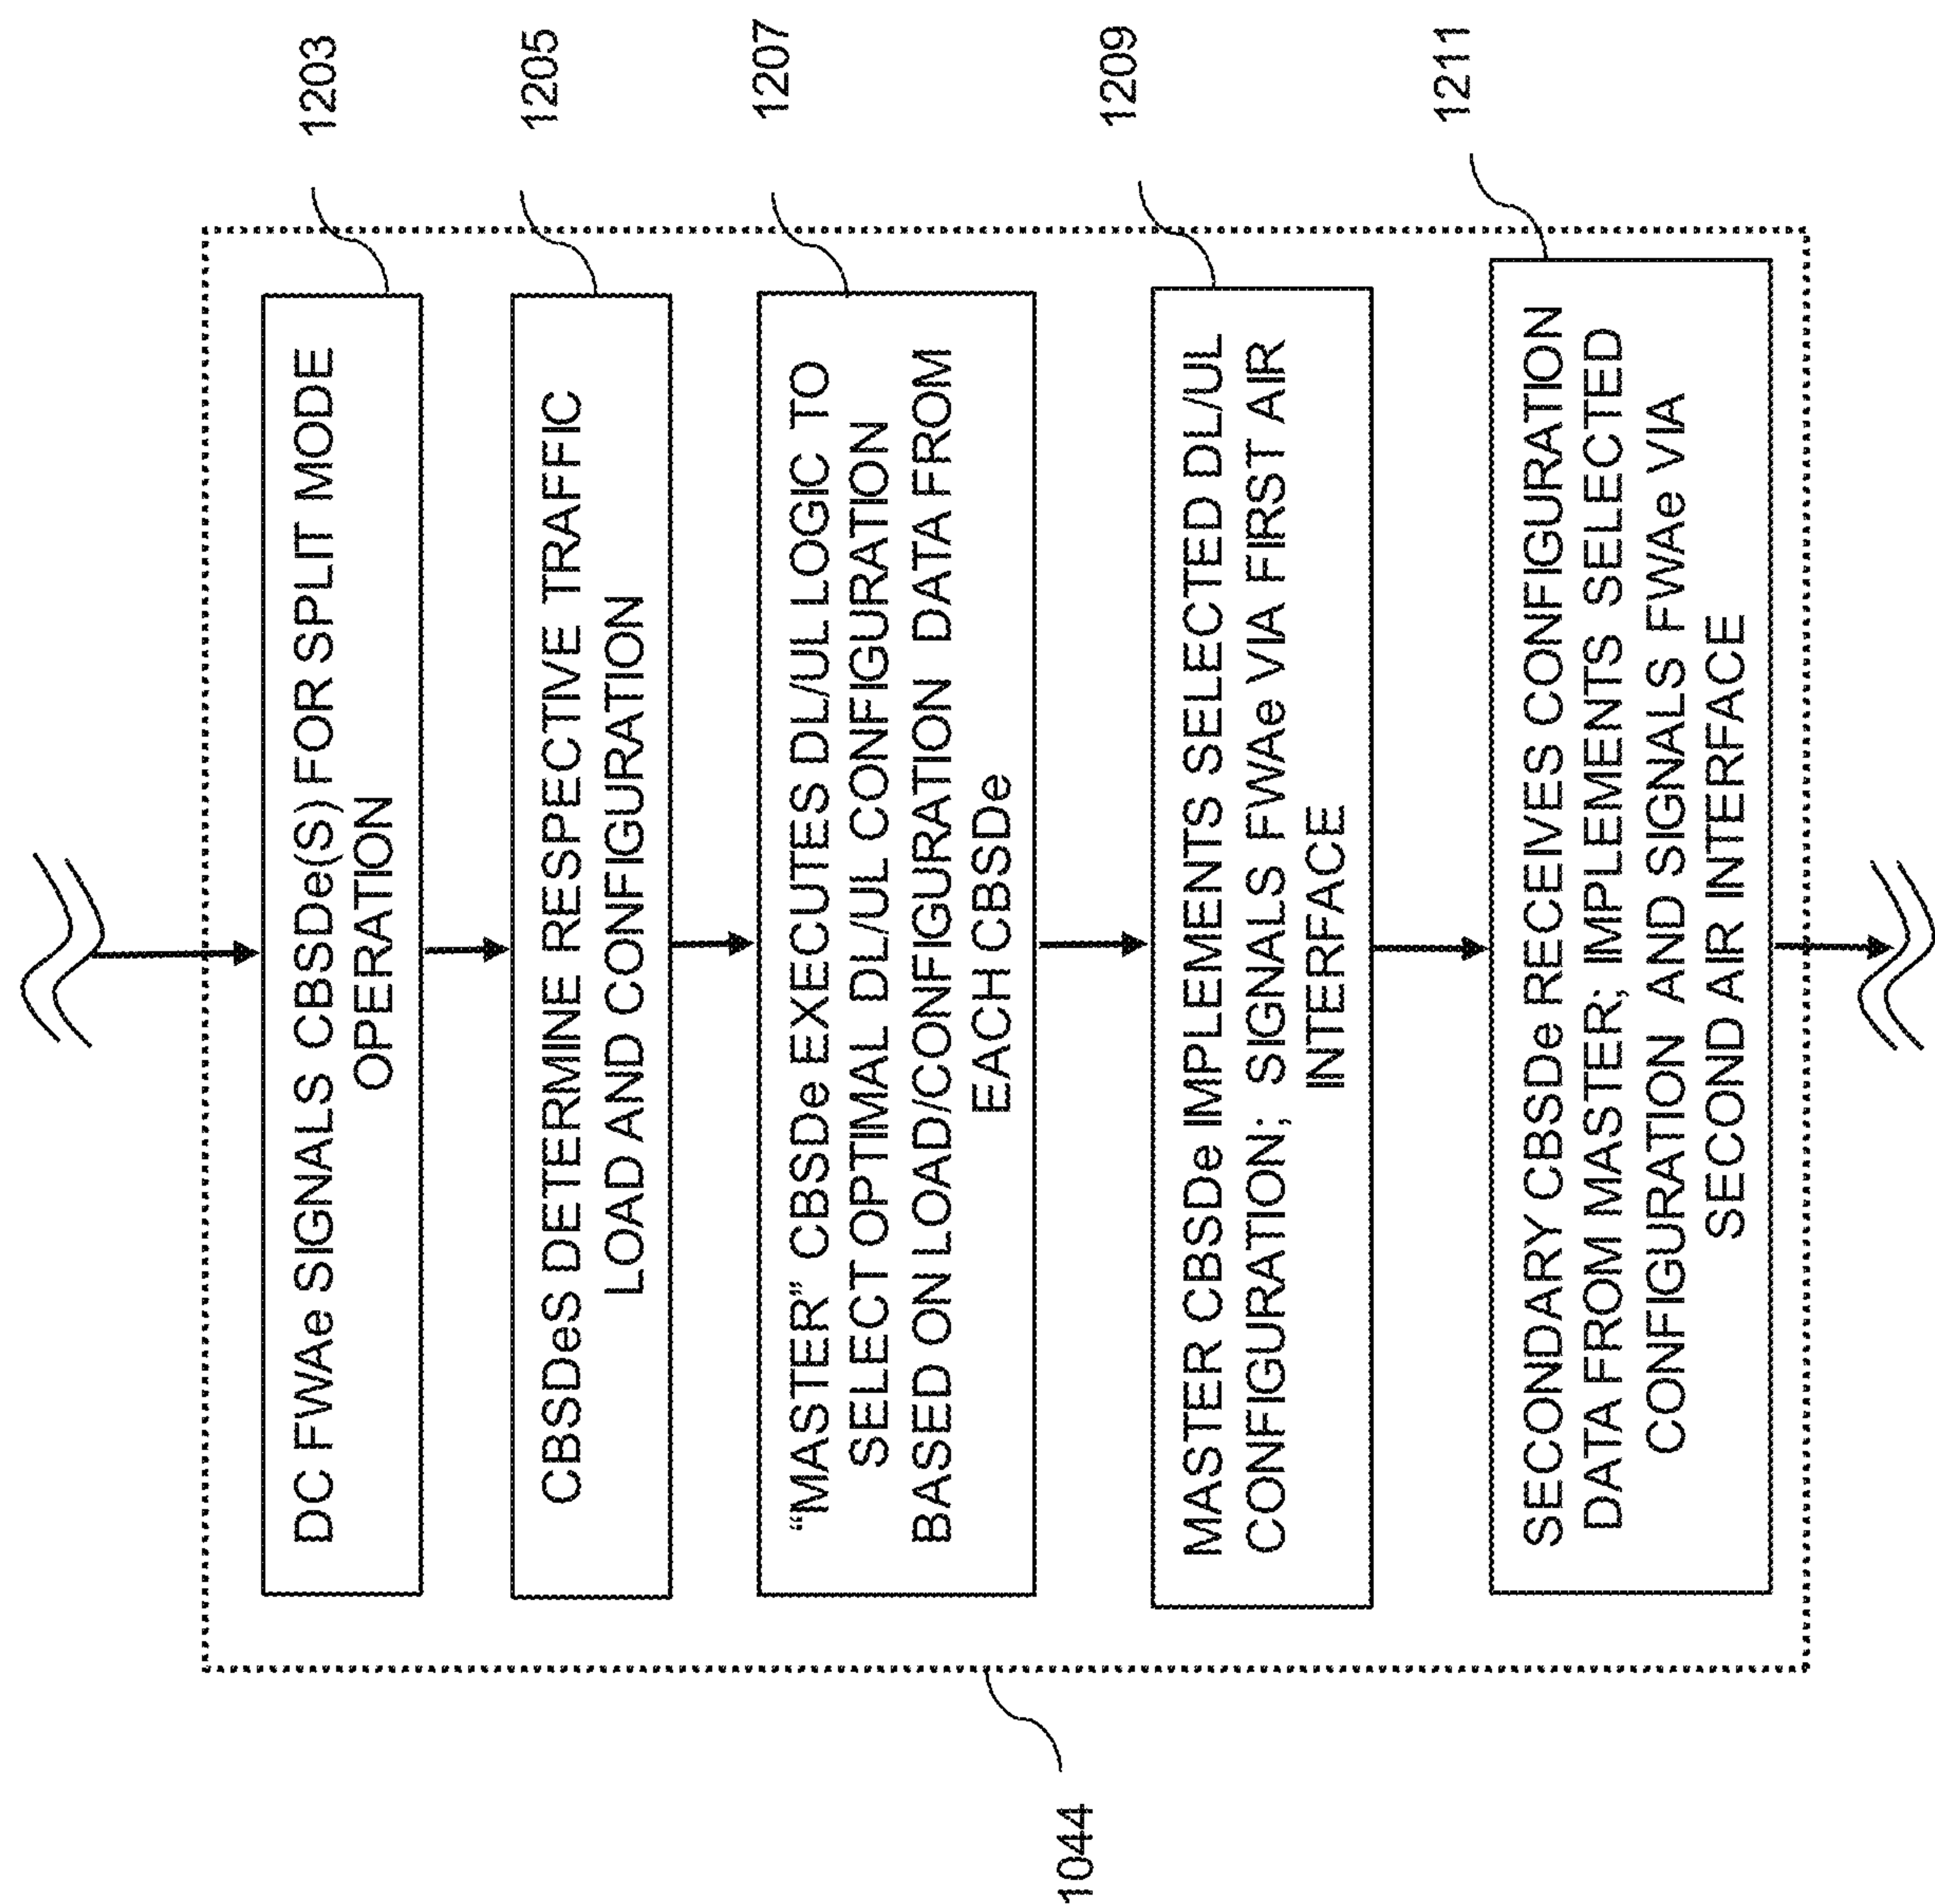 DC FWAe SIGNALS CBSDe(S) FOR SPLIT MODE
OPERATION
1203
CBSDeS DETERMINE RESPECTIVE TRAFFIC
LOAD AND CONFIGURATION
1205
“MASTER” CBSDe EXECUTES DL/UL LOGIC TO
SELECT OPTIMAL DL/UL CONFIGURATION
BASED ON LOAD/CONFIGURATION DATA FROM
EACH CBSDe
1207
MASTER CBSDe IMPLEMENTS SELECTED DL/UL
CONFIGURATION; SIGNALS FWAe VIA FIRST AIR
INTERFACE
1209
SECONDARY CBSDe RECEIVES CONFIGURATION
DATA FROM MASTER; IMPLEMENTS SELECTED
CONFIGURATION AND SIGNALS FWAe VIA
SECOND AIR INTERFACE
1211
1044